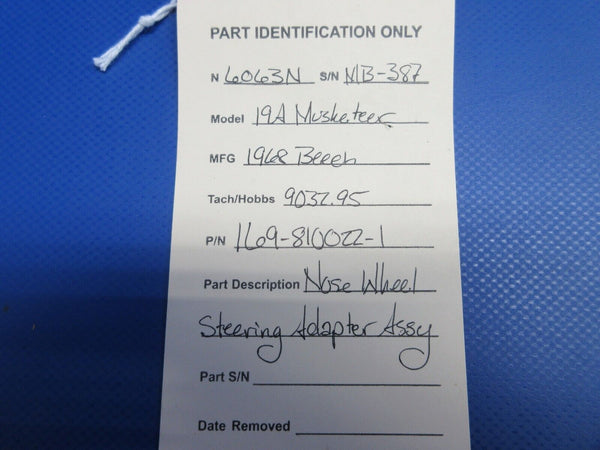 PART IDENTIFICATION ONLY
N 6063N S/N MB-387
Model 19A Musketeer
MFG 1968 Beech
Tach/Hobbs 9037.95
P/N 169-810022-1
Part Description Nose Wheel
Steering Adapter Assy
Part S/N
Date Removed